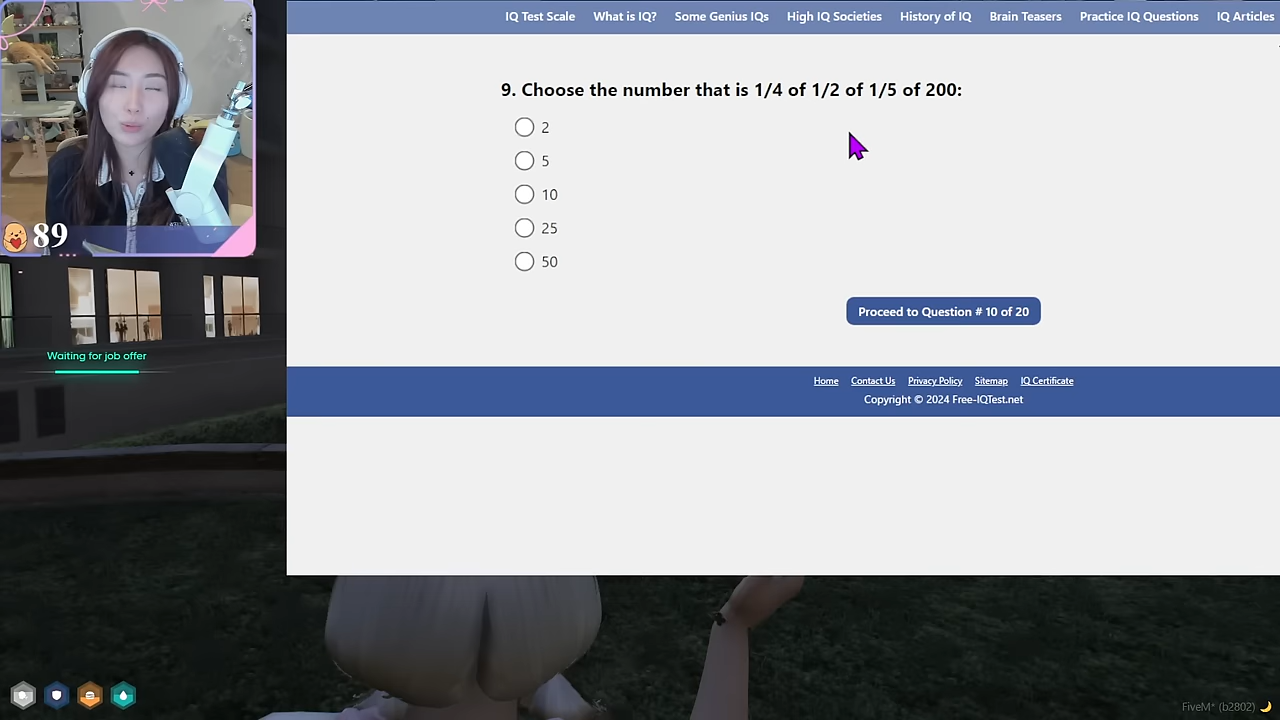 IQ Test Scale What is IQ? Some Genius IQs High IQ Societies History of IQ Brain Teasers Practice IQ Questions IQ Articles
9. Choose the number that is 1/4 of 1/2 of 1/5 of 200:
2
5
10
25
50
89
Proceed to Question # 10 of 20
Waiting for job offer
Home Contact Us Privacy Policy Sitemap IQ Certificate
Copyright © 2024 Free-IQTest.net
FiveM* (b2802)